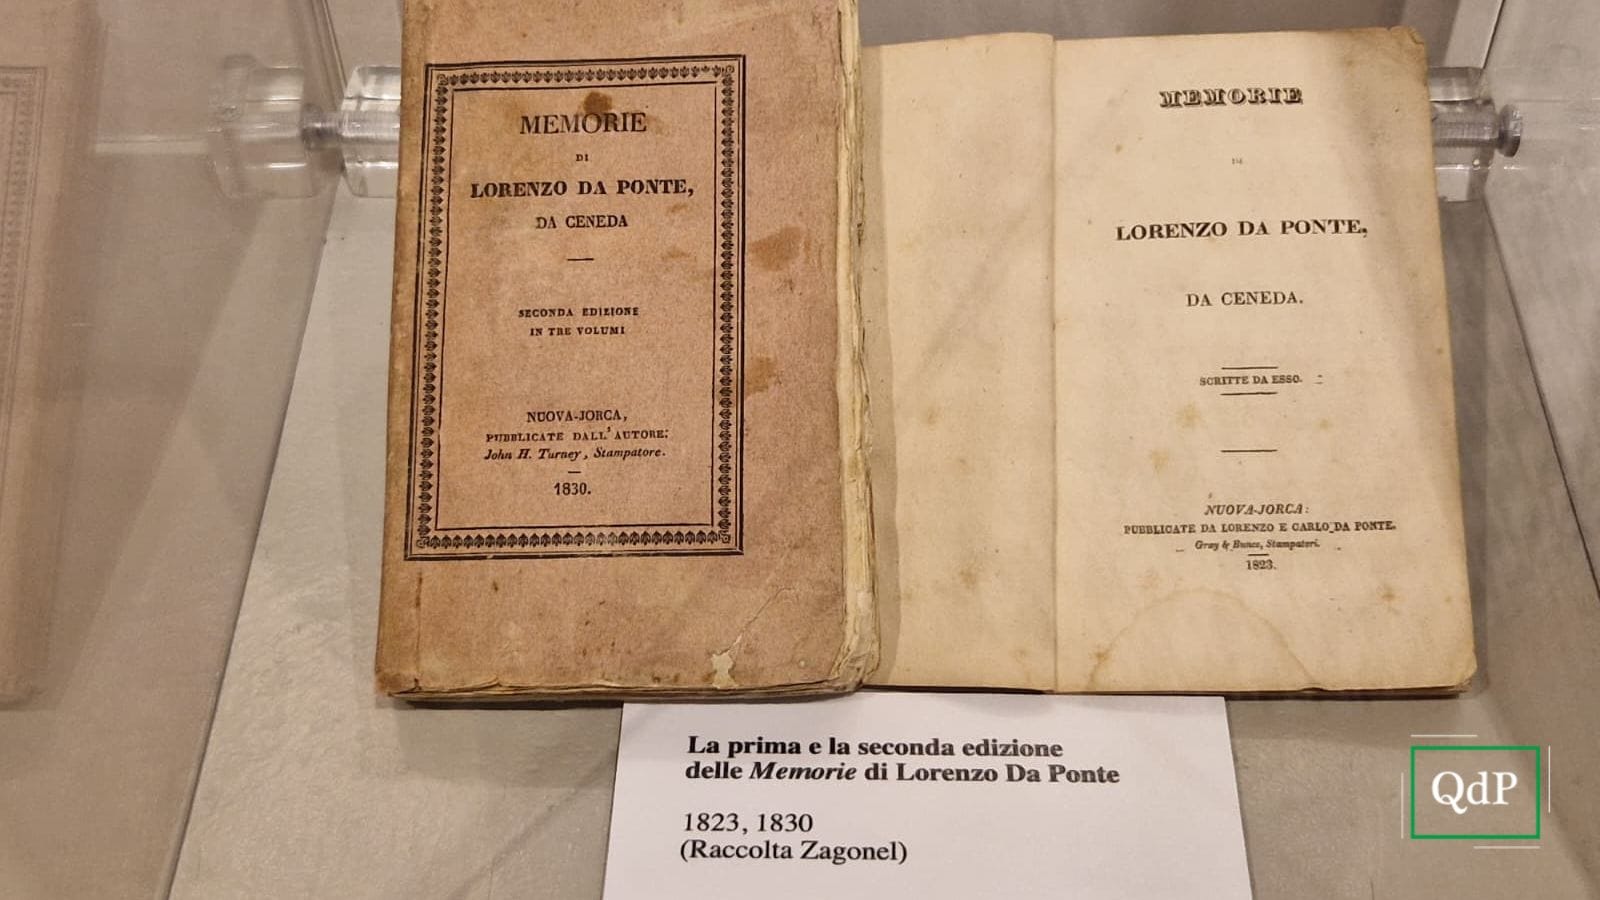 MEMORIE
DI
LORENZO DA PONTE,
DA CENEDA
SECONDA EDIZIONE
IN TRE VOLUMI
NUOVA-JORCA,
PUBBLICATE DALL'AUTORE:
John H. Turney, Stampatore.
1830.
MEMORIE
DI
LORENZO DA PONTE,
DA CENEDA.
SCRITTE DA ESSO.
NUOVA-JORCA:
PUBBLICATE DA LORENZO E CARLO DA PONTE.
Gray & Bunce, Stampatori.
1823.
La prima e la seconda edizione
delle Memorie di Lorenzo Da Ponte
1823, 1830
(Raccolta Zagonel)
QdP